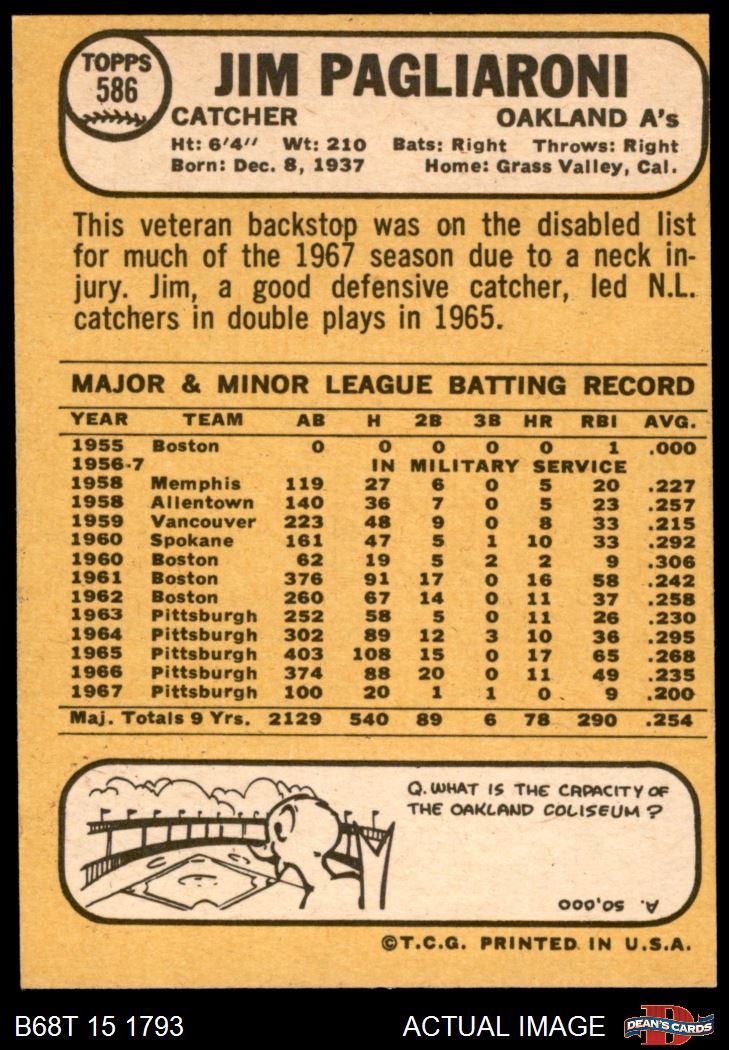 TOPPS
586
JIM PAGLIARONI
CATCHER OAKLAND A's
Ht: 6'4" Wt: 210 Bats: Right Throws: Right
Born: Dec. 8, 1937 Home: Grass Valley, Cal.
This veteran backstop was on the disabled list
for much of the 1967 season due to a neck in-
jury. Jim, a good defensive catcher, led N.L.
catchers in double plays in 1965.
MAJOR & MINOR LEAGUE BATTING RECORD
YEAR TEAM AB H 2B 3B HR RBI AVG.
1955 Boston 0 0 0 0 0 1 .000
1956-7 IN MILITARY SERVICE
1958 Memphis 119 27 6 0 5 20 .227
1958 Allentown 140 36 7 0 5 23 .257
1959 Vancouver 223 48 9 0 8 33 .215
1960 Spokane 161 47 5 1 10 33 .292
1960 Boston 62 19 5 2 2 9 .306
1961 Boston 376 91 17 0 16 58 .242
1962 Boston 260 67 14 0 11 37 .258
1963 Pittsburgh 252 58 5 0 11 26 .230
1964 Pittsburgh 302 89 12 3 10 36 .295
1965 Pittsburgh 403 108 15 0 17 65 .268
1966 Pittsburgh 374 88 20 0 11 49 .235
1967 Pittsburgh 100 20 1 1 0 9 .200
Maj. Totals 9 Yrs. 2129 540 89 6 78 290 .254
Q. WHAT IS THE CAPACITY OF
THE OAKLAND COLISEUM?
A. 50,000
©T.C.G. PRINTED IN U.S.A.
B68T 15 1793 ACTUAL IMAGE D DEAN'S CARDS